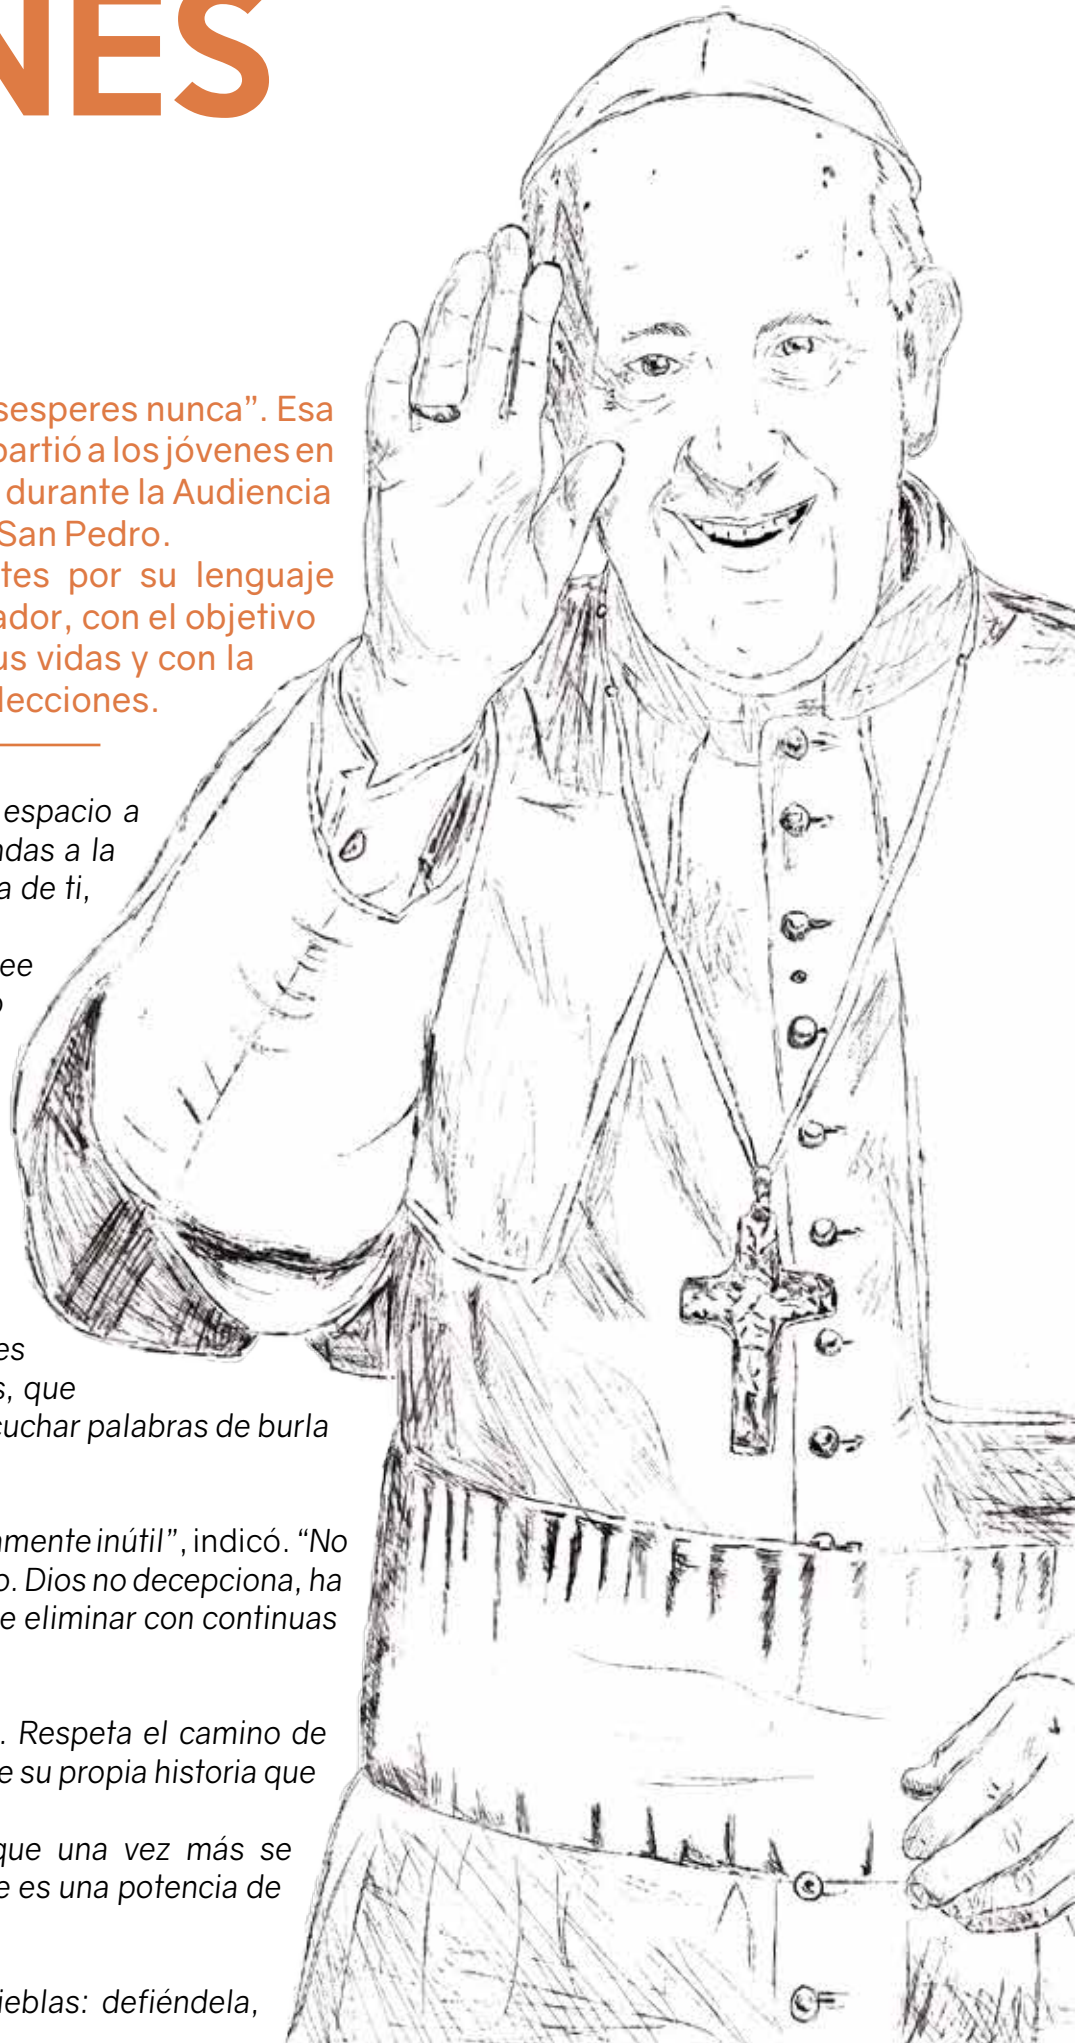 NES
sesperes nunca”. Esa
partió a los jóvenes en
durante la Audiencia
San Pedro.
tes por su lenguaje
ador, con el objetivo
us vidas y con la
lecciones.
espacio a
ndas a la
a de ti,
ee
o
es
s, que
cuchar palabras de burla
amente inútil”, indicó. “No
o. Dios no decepciona, ha
e eliminar con continuas
. Respeta el camino de
e su propia historia que
que una vez más se
e es una potencia de
ieblas: defiéndela,